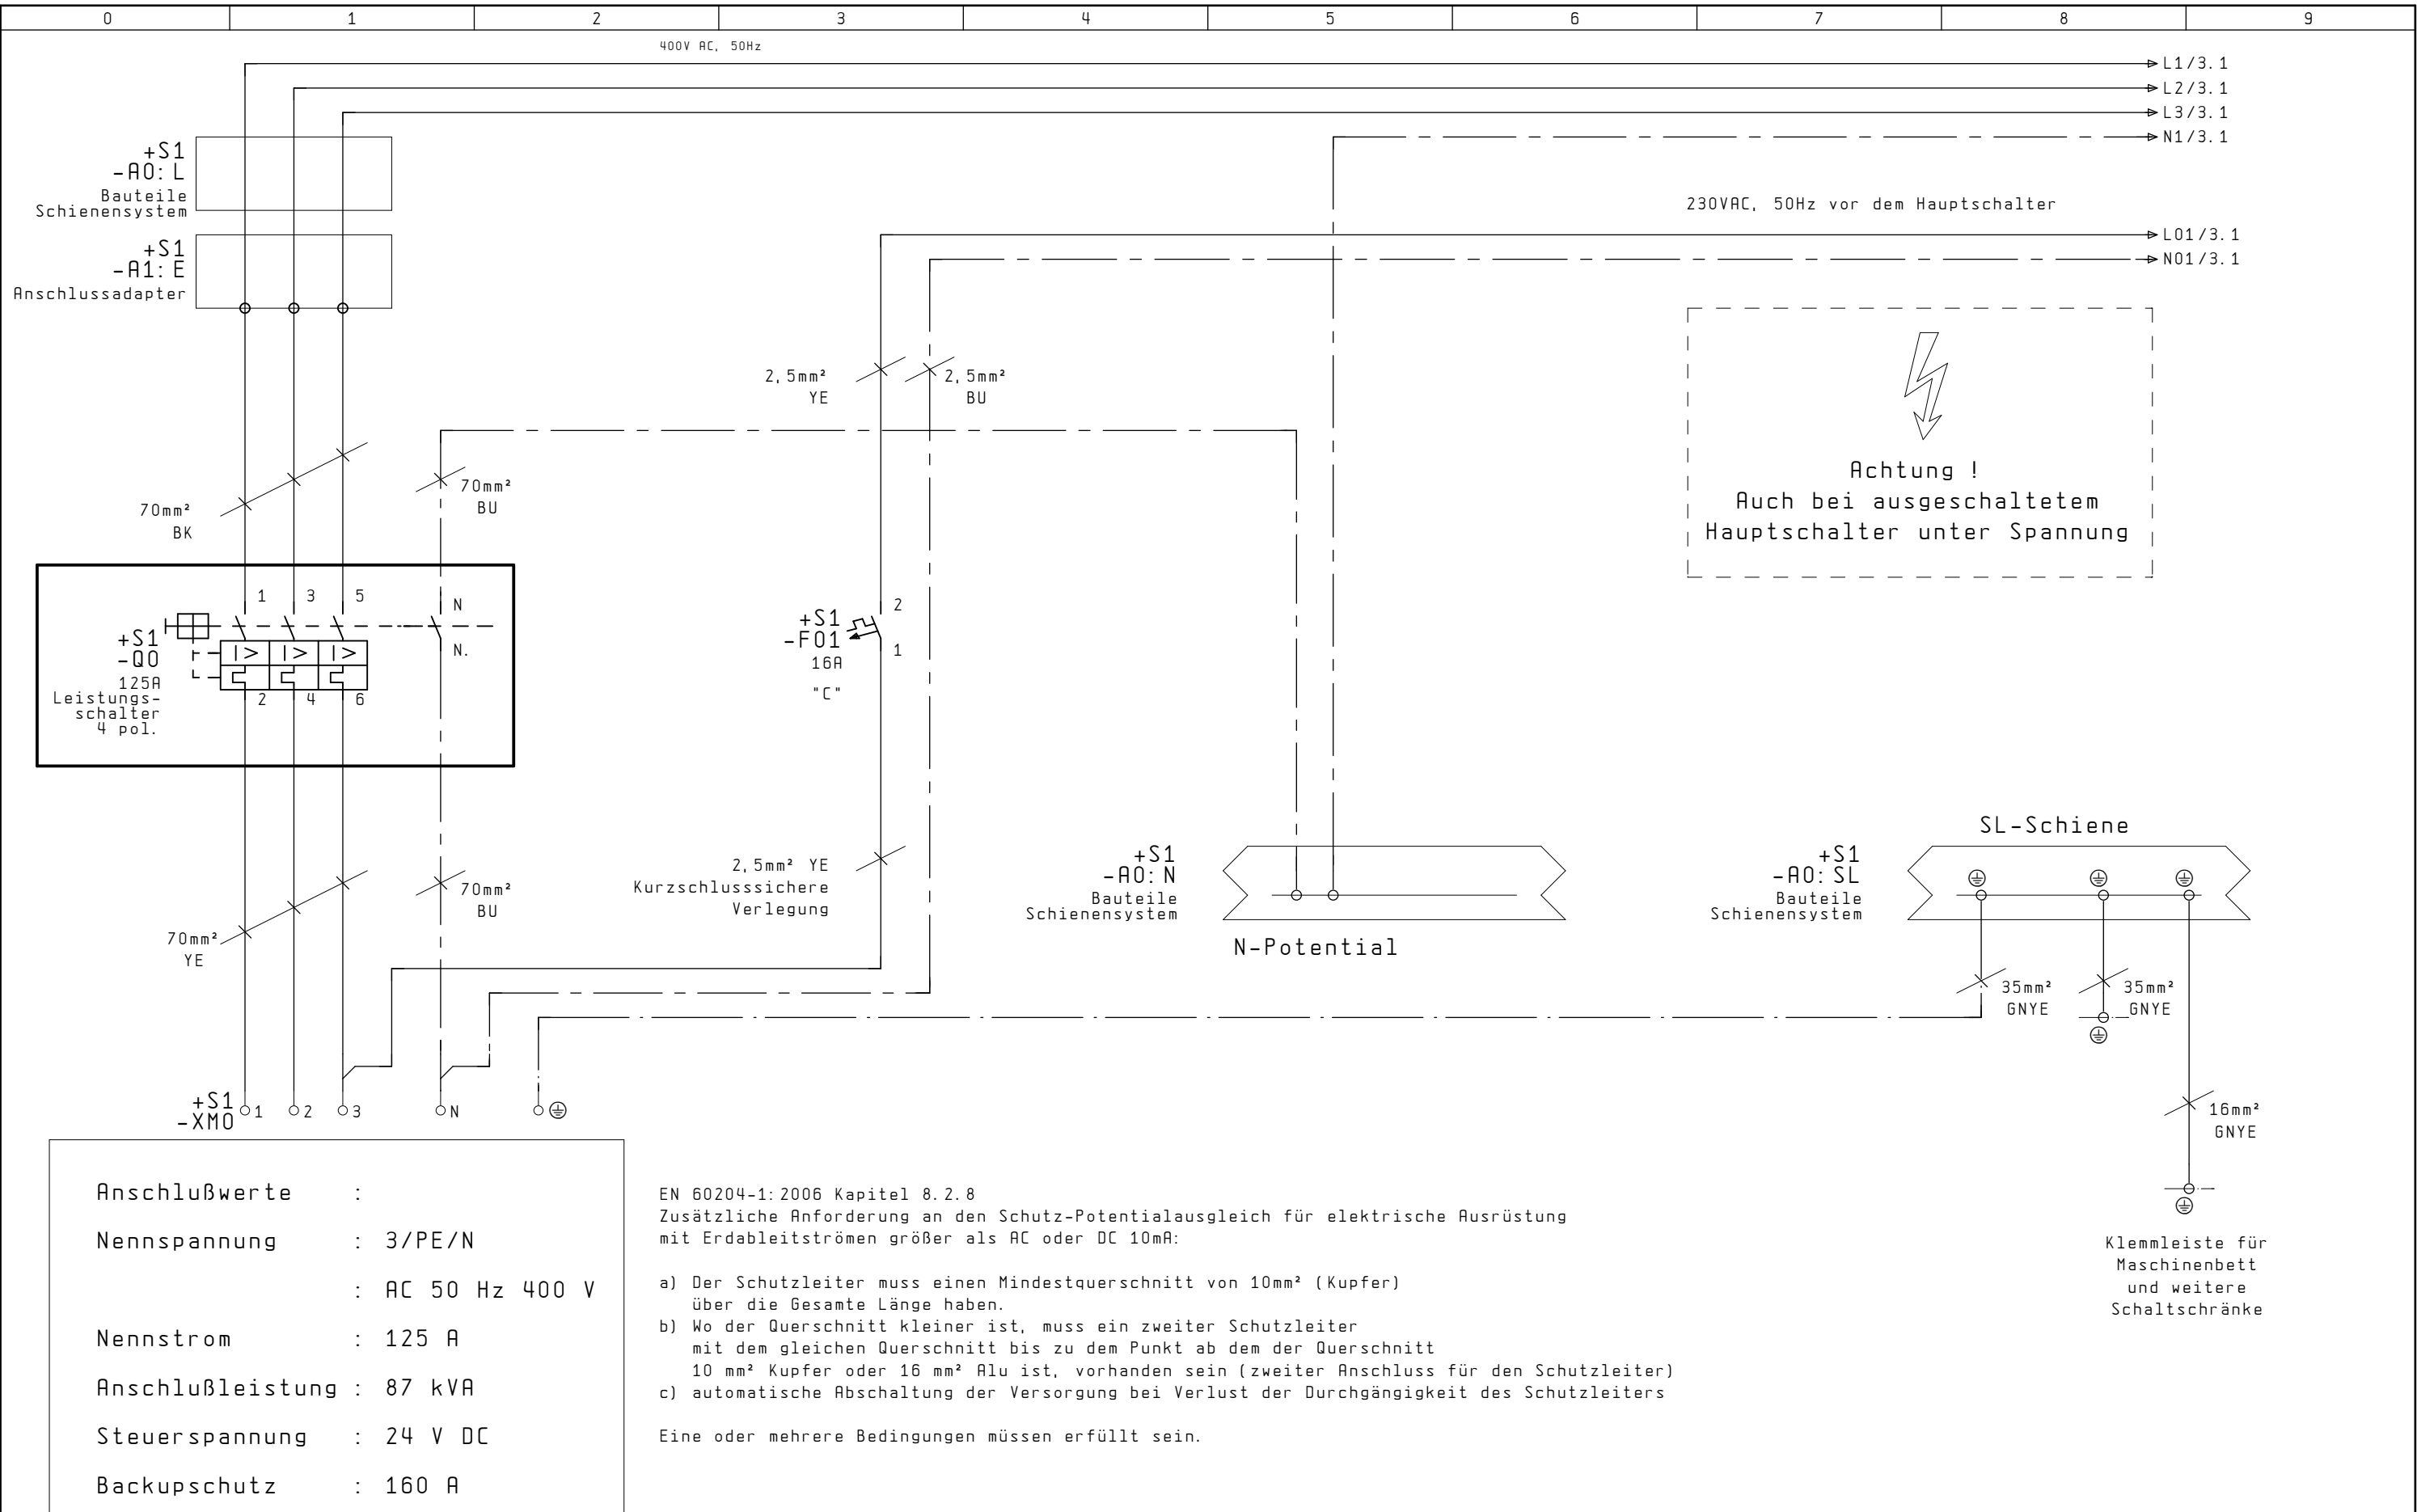 0 1 2 3 4 5 6 7 8 9
400V AC, 50Hz
L1/3.1
L2/3.1
L3/3.1
N1/3.1
+S1
-A0:L
Bauteile
Schienensystem
230VAC, 50Hz vor dem Hauptschalter
L01/3.1
N01/3.1
+S1
-A1:E
Anschlussadapter
2,5mm²
YE
2,5mm²
BU
70mm²
BK
70mm²
BU
Achtung !
Auch bei ausgeschaltetem
Hauptschalter unter Spannung
1 3 5 N
N.
I> I> I>
2 4 6
+S1
-Q0
125A
Leistungs-
schalter
4 pol.
+S1
-F01
16A
"C"
2
1
70mm²
YE
70mm²
BU
2,5mm² YE
Kurzschlusssichere
Verlegung
+S1
-A0:N
Bauteile
Schienensystem
N-Potential
SL-Schiene
+S1
-A0:SL
Bauteile
Schienensystem
35mm²
GNYE
35mm²
GNYE
16mm²
GNYE
Klemmleiste für
Maschinenbett
und weitere
Schaltschränke
+S1
-XM0
1 2 3 N
Anschlußwerte :
Nennspannung : 3/PE/N
: AC 50 Hz 400 V
Nennstrom : 125 A
Anschlußleistung : 87 kVA
Steuerspannung : 24 V DC
Backupschutz : 160 A
EN 60204-1:2006 Kapitel 8.2.8
Zusätzliche Anforderung an den Schutz-Potentialausgleich für elektrische Ausrüstung
mit Erdableitströmen größer als AC oder DC 10mA:
a) Der Schutzleiter muss einen Mindestquerschnitt von 10mm² (Kupfer)
über die Gesamte Länge haben.
b) Wo der Querschnitt kleiner ist, muss ein zweiter Schutzleiter
mit dem gleichen Querschnitt bis zu dem Punkt ab dem der Querschnitt
10 mm² Kupfer oder 16 mm² Alu ist, vorhanden sein (zweiter Anschluss für den Schutzleiter)
c) automatische Abschaltung der Versorgung bei Verlust der Durchgängigkeit des Schutzleiters
Eine oder mehrere Bedingungen müssen erfüllt sein.